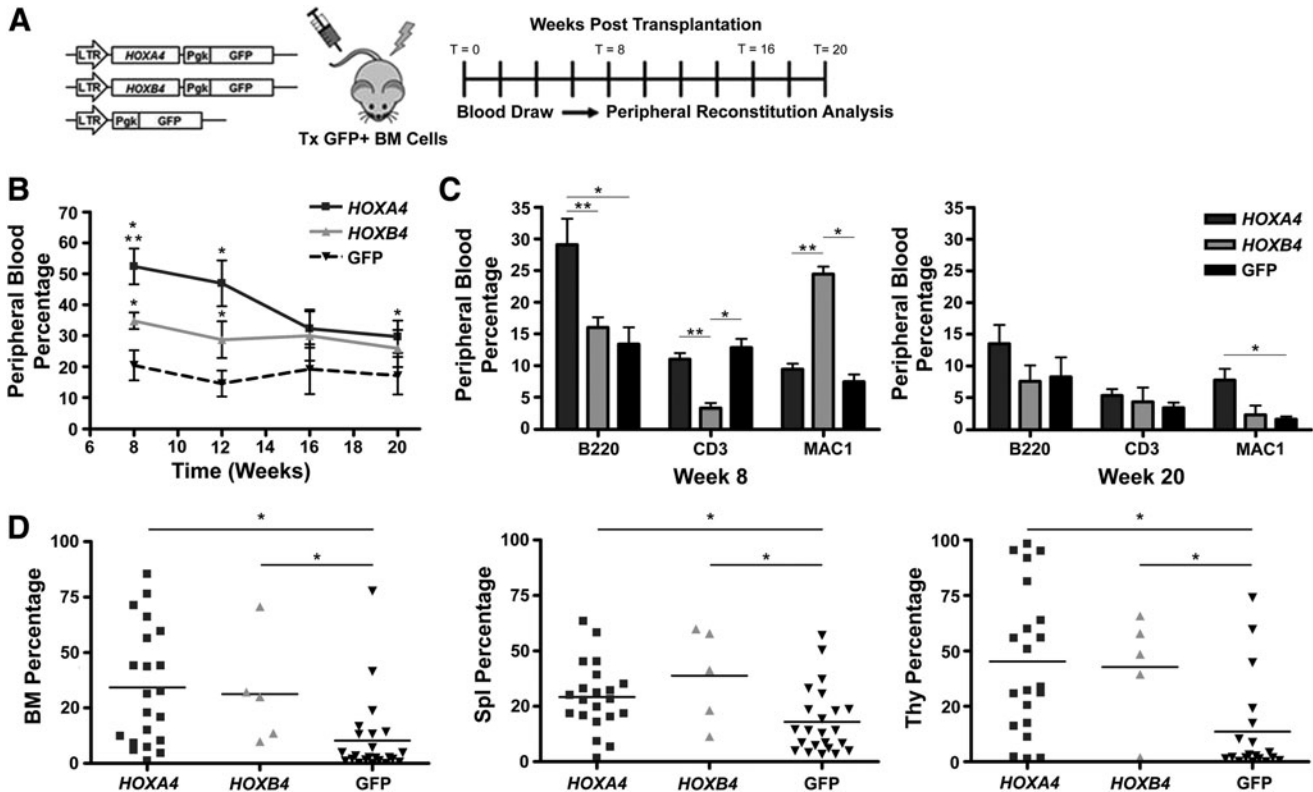 A
LTR HOXA4 Pgk GFP
LTR HOXB4 Pgk GFP
LTR Pgk GFP
Tx GFP+ BM Cells
Weeks Post Transplantation
T = 0 T = 8 T = 16 T= 20
Blood Draw Peripheral Reconstitution Analysis
B
Peripheral Blood
Percentage
70
60
50
40
30
20
10
0
6 8 10 12 14 16 18 20
Time (Weeks)
HOXA4
HOXB4
GFP
*
**
*
*
*
*
C
Peripheral Blood
Percentage
35
30
25
20
15
10
5
0
*
**
**
*
**
*
B220 CD3 MAC1
Week 8
Peripheral Blood
Percentage
35
30
25
20
15
10
5
0
*
B220 CD3 MAC1
Week 20
HOXA4
HOXB4
GFP
D
BM Percentage
100
75
50
20
0
*
*
HOXA4 HOXB4 GFP
Spl Percentage
100
75
50
20
0
*
*
HOXA4 HOXB4 GFP
Thy Percentage
100
75
50
20
0
*
*
HOXA4 HOXB4 GFP